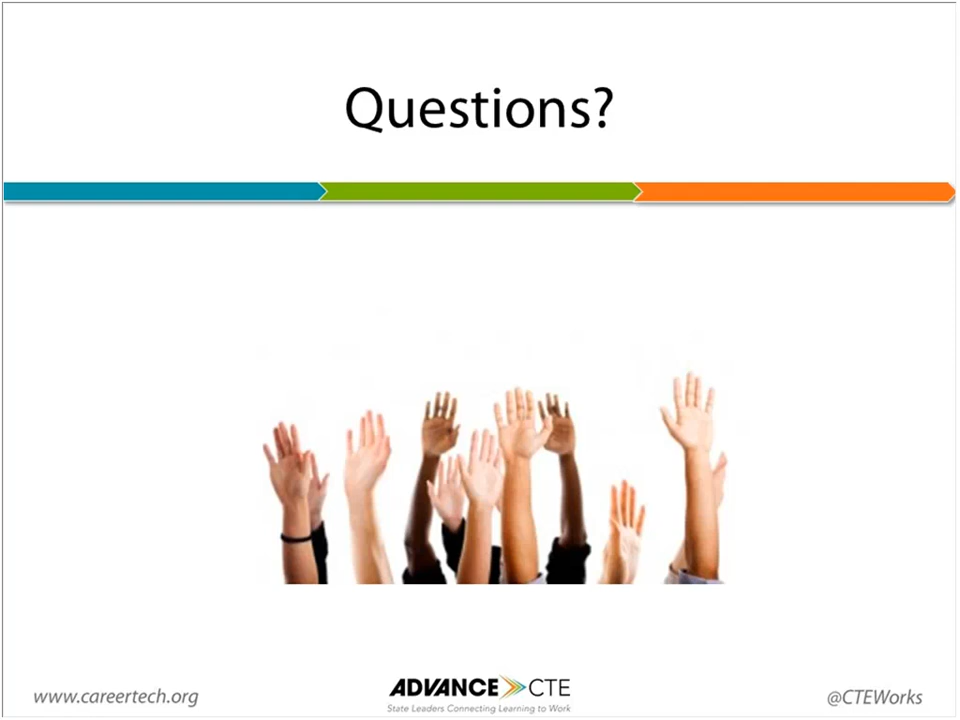 Questions?
www.careertech.org
ADVANCE CTE
State Leaders Connecting Learning to Work
@CTEWorks